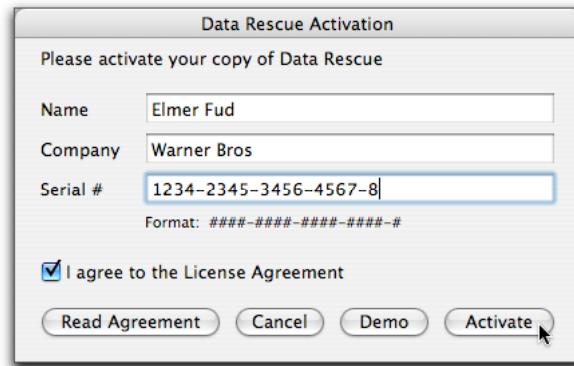 Data Rescue Activation
Please activate your copy of Data Rescue
Name Elmer Fud
Company Warner Bros
Serial # 1234-2345-3456-4567-8
Format: ####-####-####-####-#
I agree to the License Agreement
Read Agreement Cancel Demo Activate